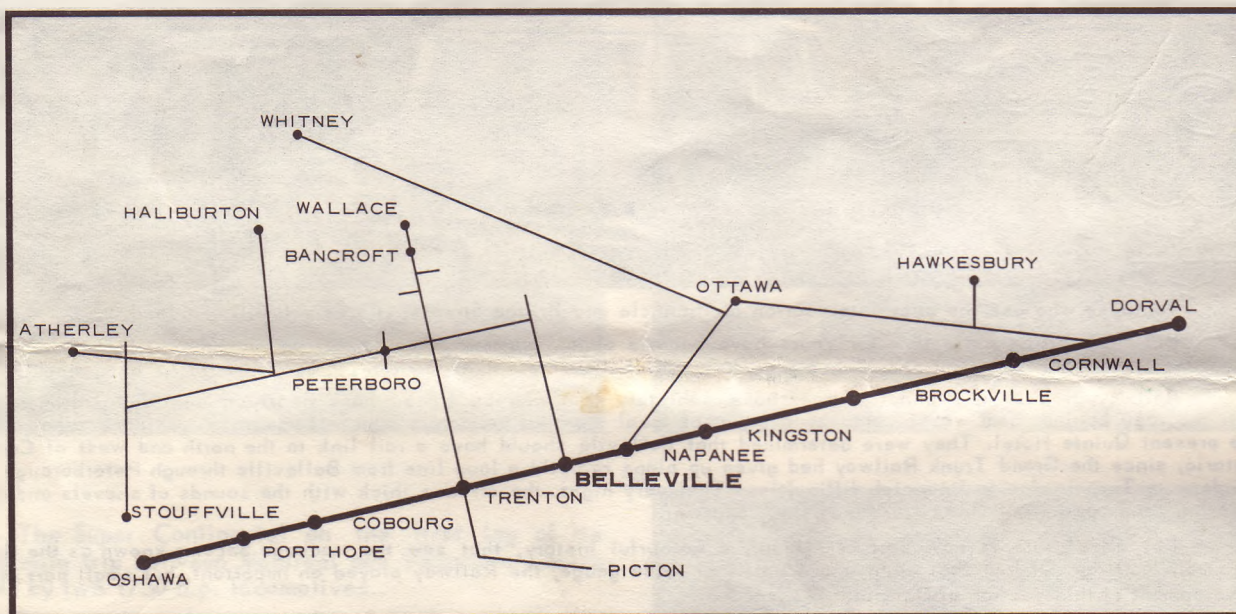 WHITNEY
HALIBURTON
WALLACE
BANCROFT
HAWKESBURY
OTTAWA
DORVAL
ATHERLEY
PETERBORO
CORNWALL
BROCKVILLE
KINGSTON
NAPANEE
BELLEVILLE
TRENTON
STOUFFVILLE
COBOURG
PORT HOPE
OSHAWA
PICTON